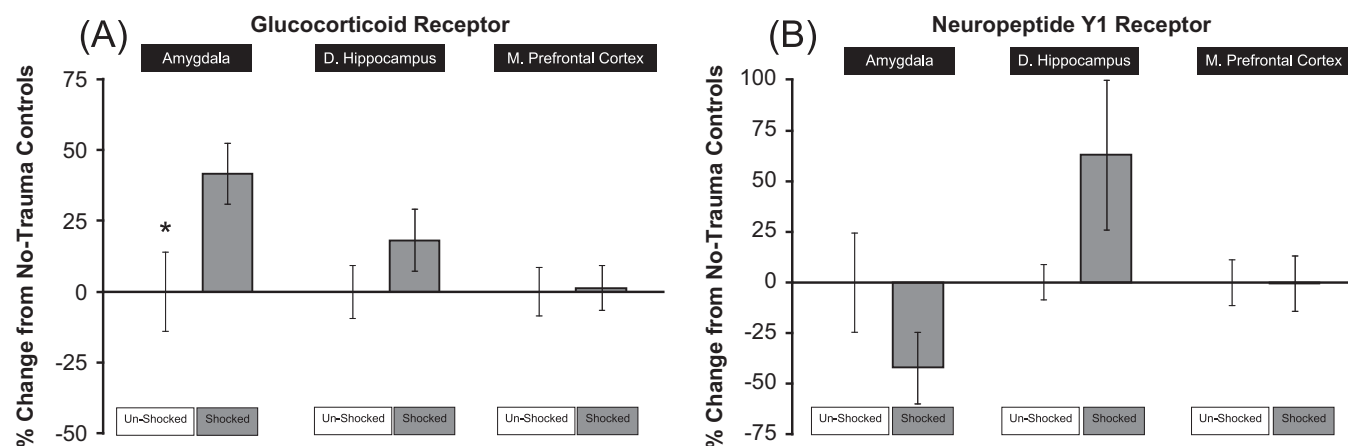 (A)
Glucocorticoid Receptor
Amygdala
D. Hippocampus
M. Prefrontal Cortex
% Change from No-Trauma Controls
75
50
25
0
-25
-50
*
Un-Shocked
Shocked
Un-Shocked
Shocked
Un-Shocked
Shocked
(B)
Neuropeptide Y1 Receptor
Amygdala
D. Hippocampus
M. Prefrontal Cortex
% Change from No-Trauma Controls
100
75
50
25
0
-25
-50
-75
Un-Shocked
Shocked
Un-Shocked
Shocked
Un-Shocked
Shocked